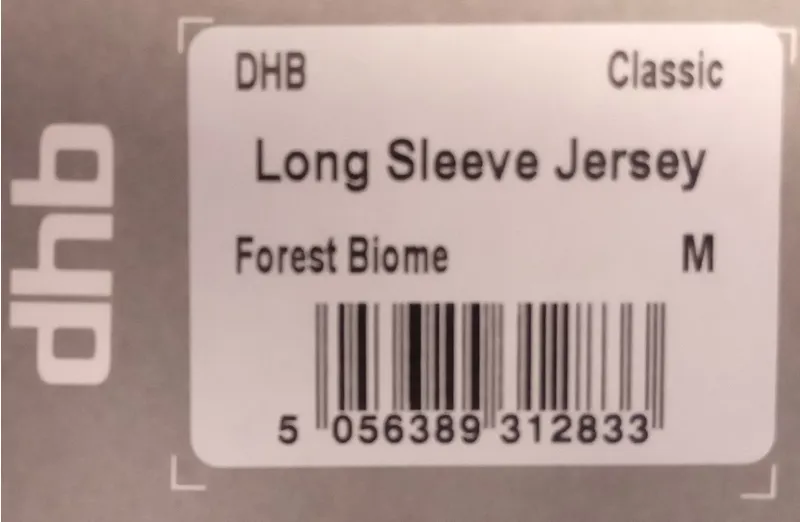 dhb
DHB Classic
Long Sleeve Jersey
Forest Biome M
5 056389 312833